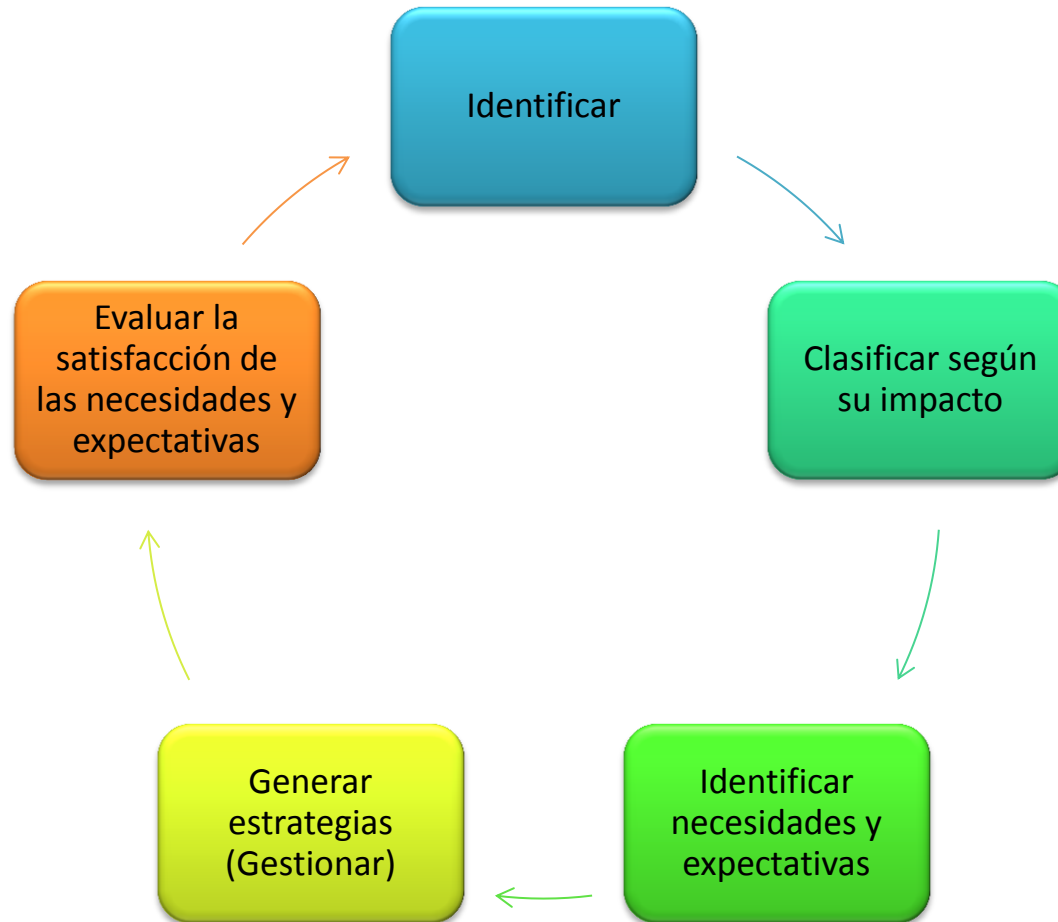 Identificar
Clasificar según
su impacto
Identificar
necesidades y
expectativas
Generar
estrategias
(Gestionar)
Evaluar la
satisfacción de
las necesidades y
expectativas